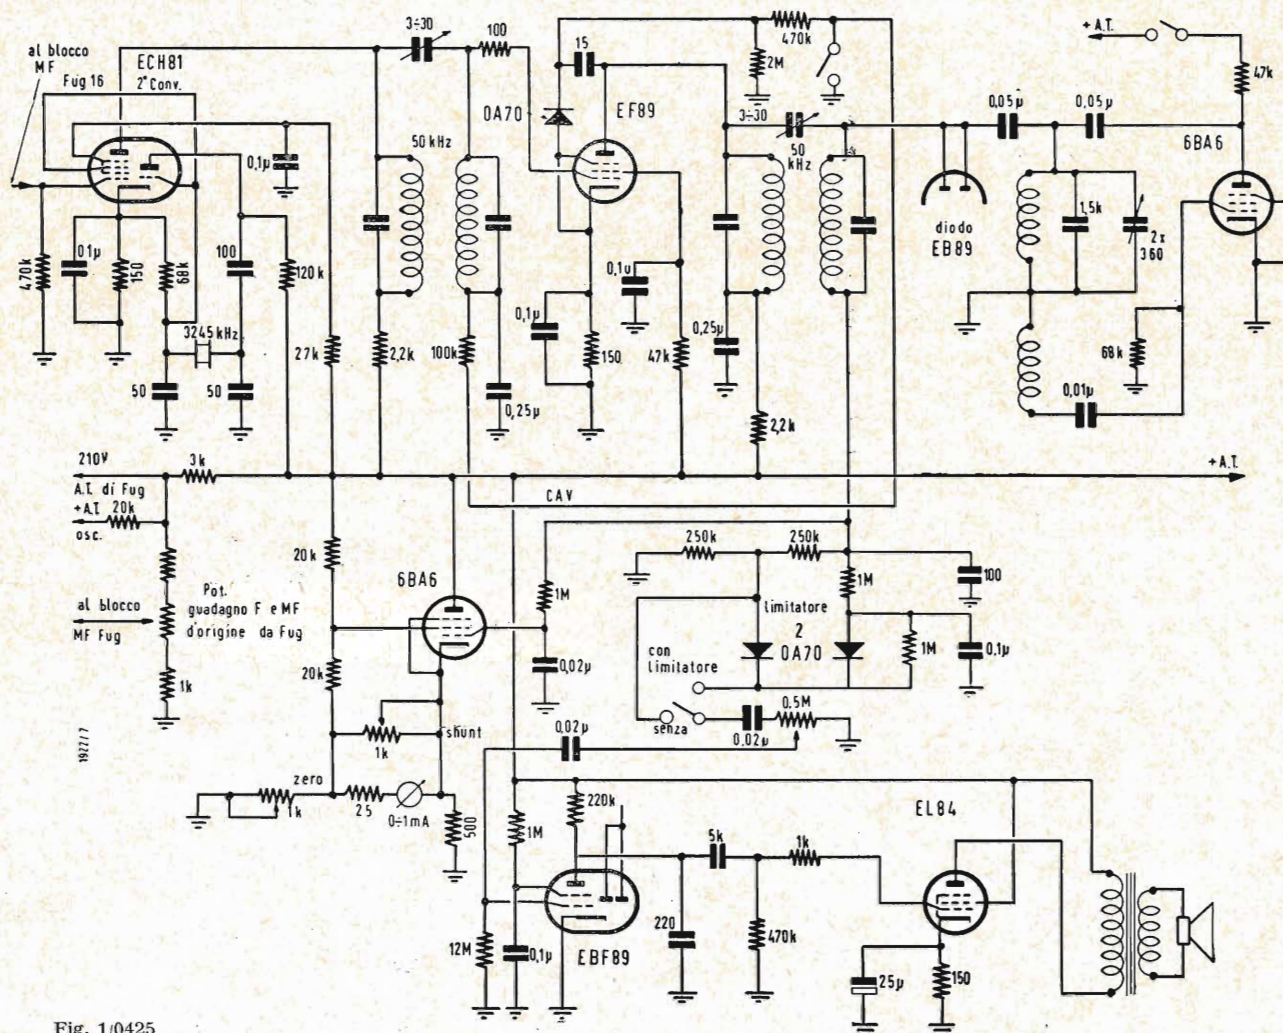 al blocco
MF
Fug 16
ECH81
2° Conv.
3÷30
100
15
OA70
EF89
2M
470k
+ A.T.
47k
0,05µ
0,05µ
6BA6
0,1µ
50 kHz
3÷30
50
kHz
diodo
EB89
1,5k
2x
360
470k
01µ
150
68k
100
120k
3245 kHz
50
50
27k
2,2k
100k
0,25µ
0,1µ
150
0,1µ
47k
0,25µ
2,2k
68k
0,01µ
210V
3k
A.T. di Fug
+ A.T.
20k
osc.
CAV
+ A.T.
al blocco
MF Fug
Pot.
guadagno F e MF
d'origine da Fug
1k
20k
20k
6BA6
1M
0,02µ
250k
250k
1M
100
limitatore
2
OA70
1M
0,1µ
con
limitatore
senza
0,02µ
0,5M
1k
shunt
0,02µ
zero
1k
25
0÷1mA
500
1922/7
1M
220k
5k
1k
EL84
12M
0,1µ
EBF89
220
470k
25µ
150
Fig. 1/0425